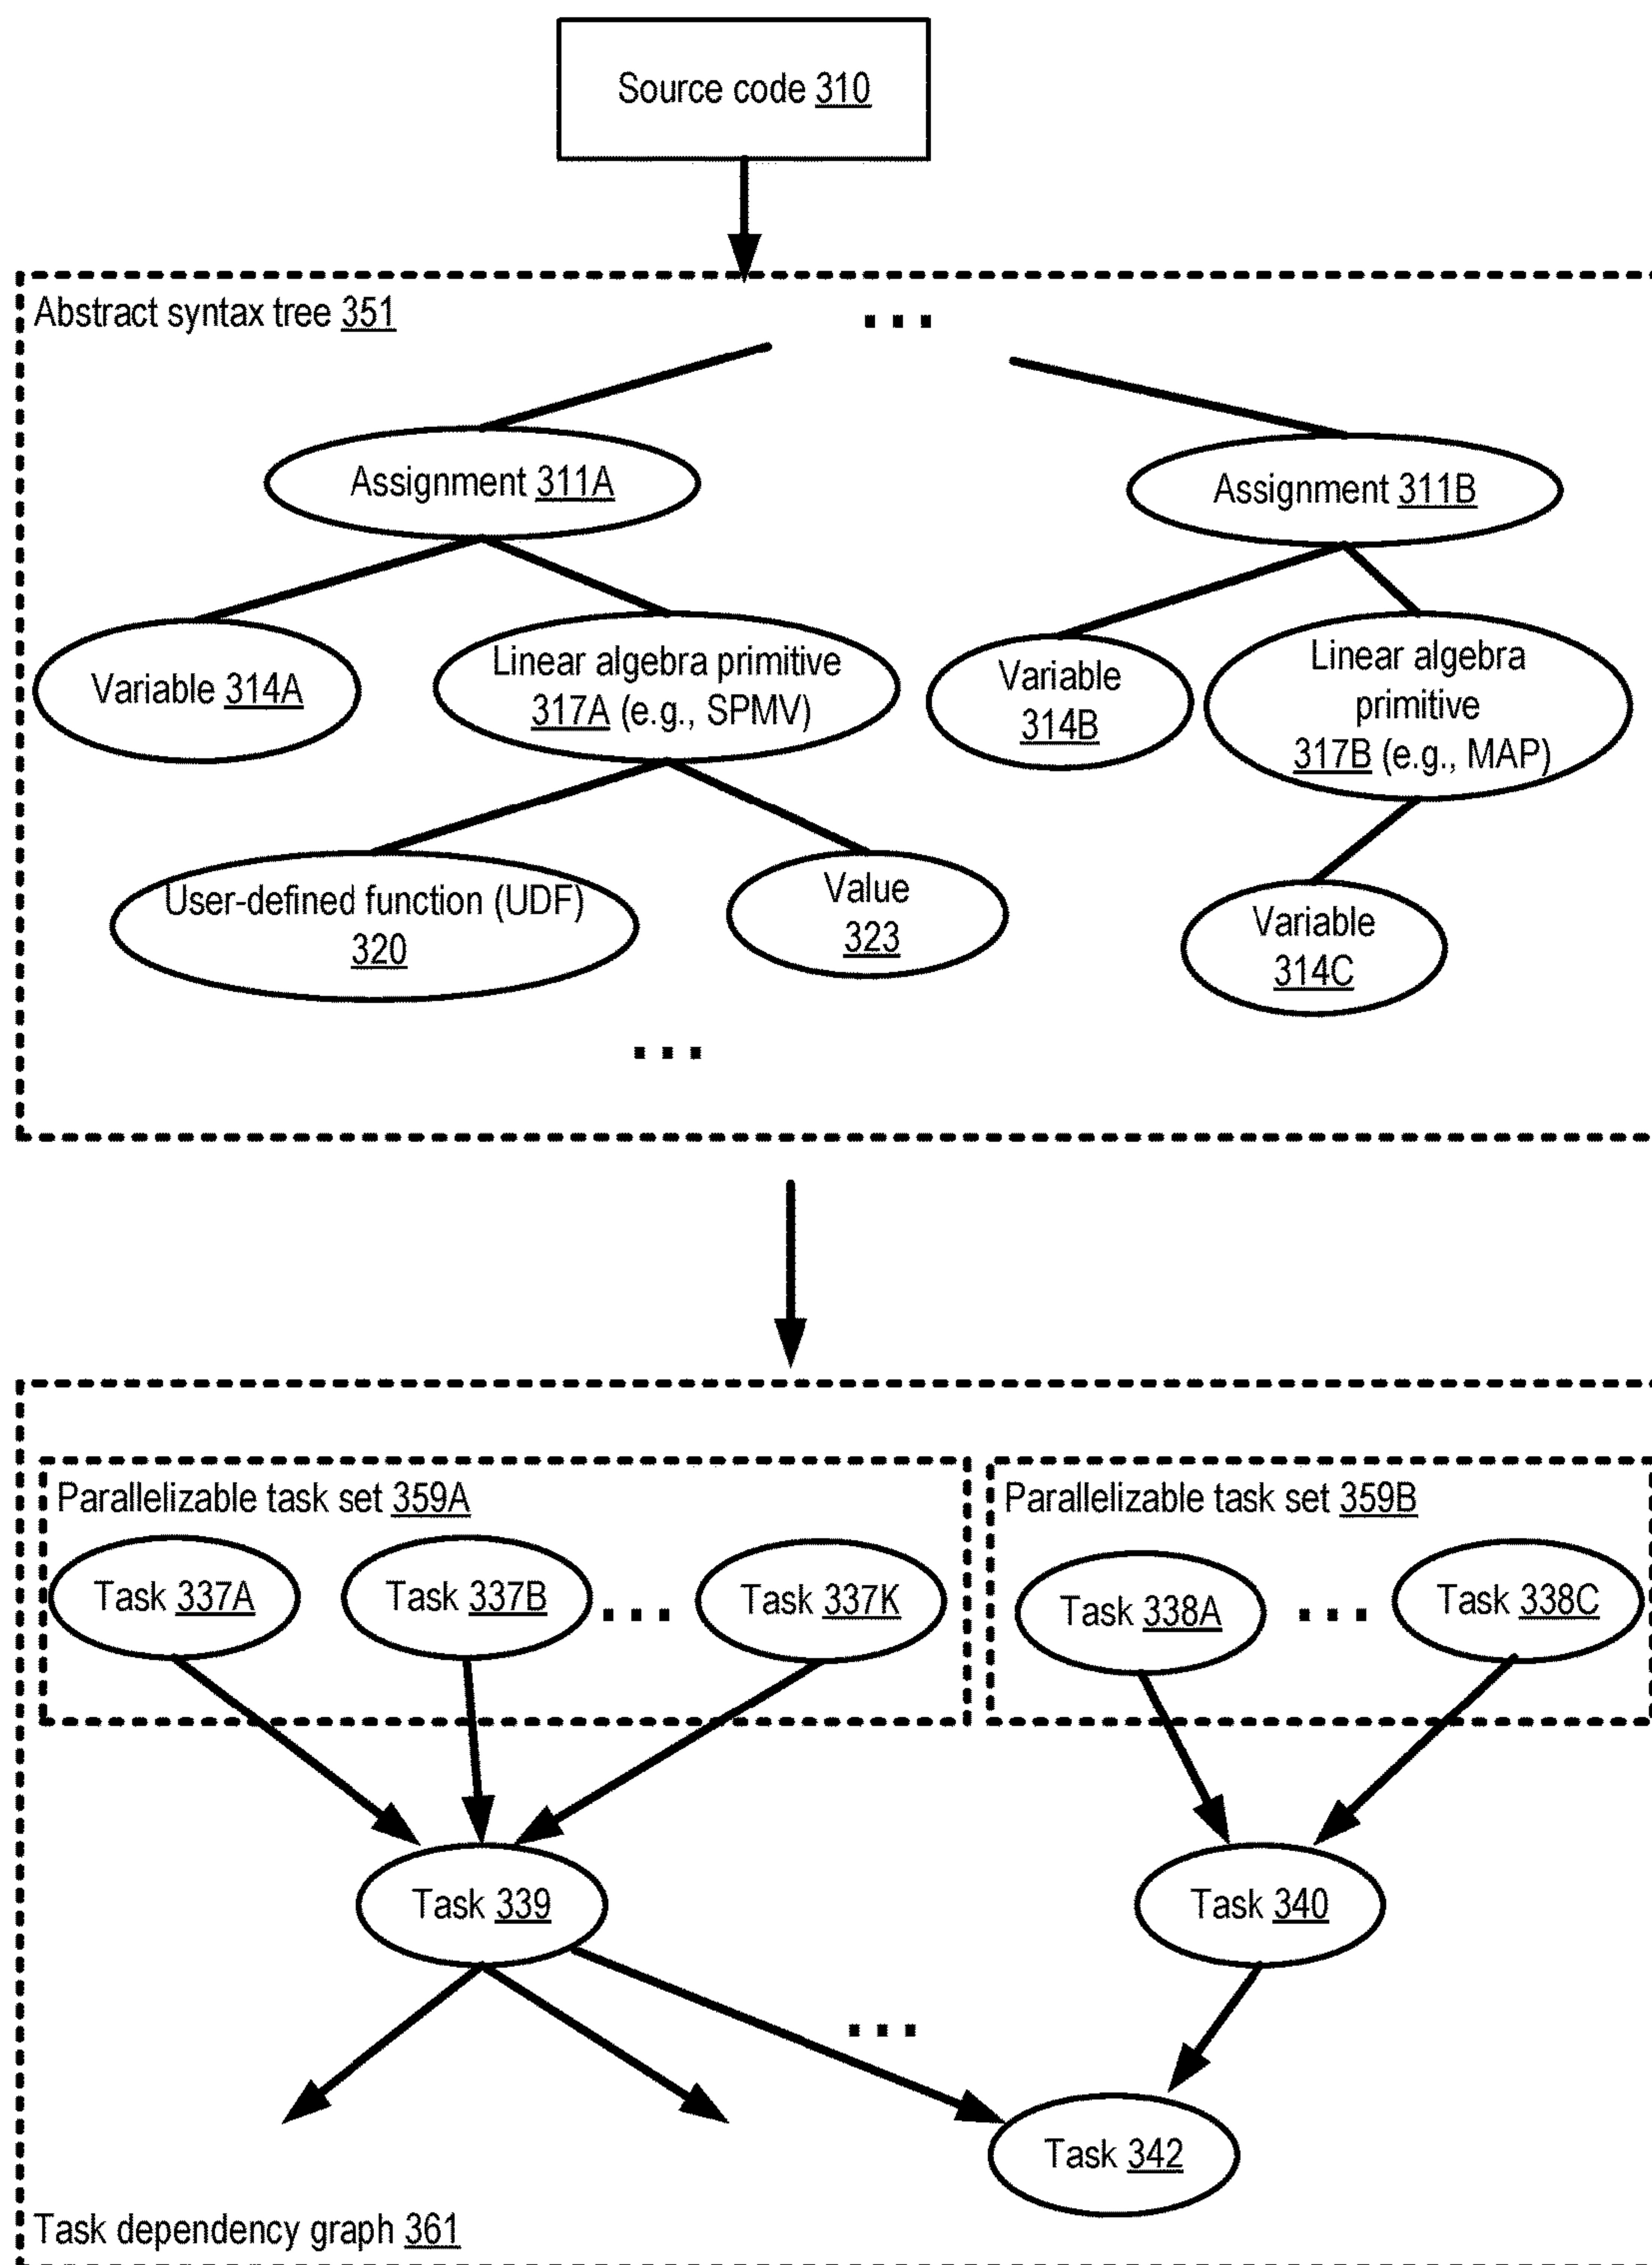 Source code 310
Abstract syntax tree 351
...
Assignment 311A
Assignment 311B
Variable 314A
Linear algebra primitive
317A (e.g., SPMV)
Variable
314B
Linear algebra
primitive
317B (e.g., MAP)
User-defined function (UDF)
320
Value
323
Variable
314C
...
Parallelizable task set 359A
Parallelizable task set 359B
Task 337A
Task 337B
...
Task 337K
Task 338A
...
Task 338C
Task 339
Task 340
...
Task 342
Task dependency graph 361